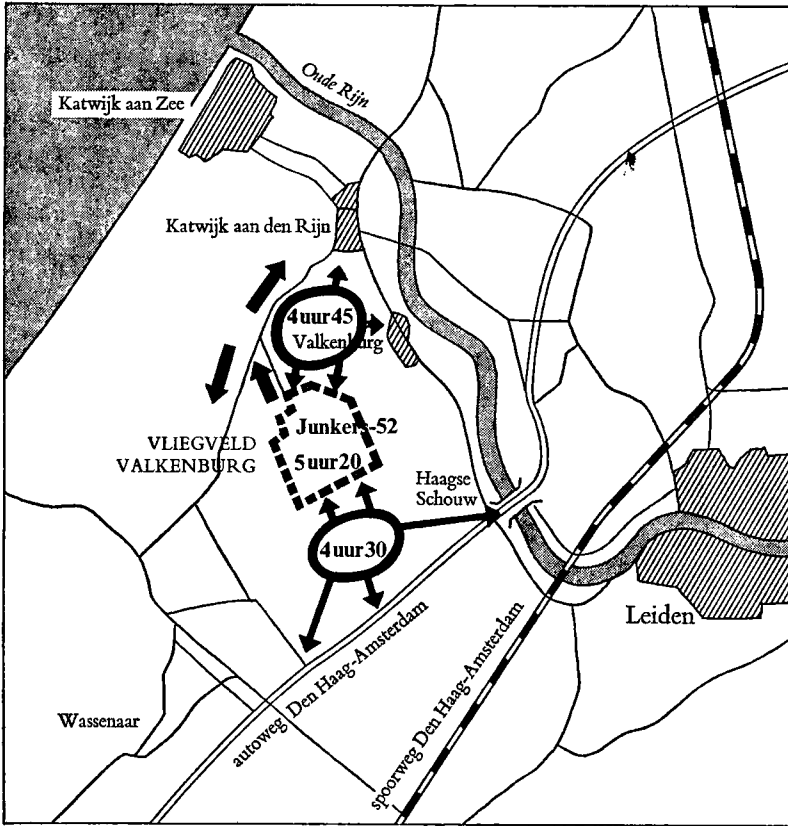 Oude Rijn
Katwijk aan Zee
Katwijk aan den Rijn
4uur45
Valkenburg
Junkers-52
VLIEGVELD
VALKENBURG
5uur20
Haagse
Schouw
4uur30
Leiden
autoweg Den Haag-Amsterdam
spoorweg Den Haag-Amsterdam
Wassenaar